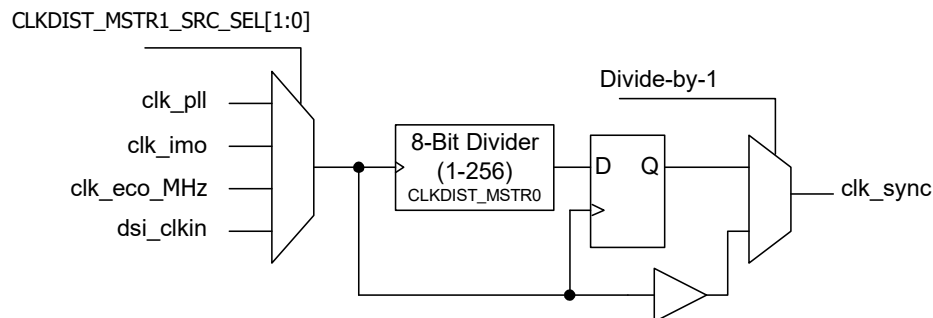 CLKDIST_MSTR1_SRC_SEL[1:0]
clk_pll
clk_imo
clk_eco_MHz
dsi_clkin
8-Bit Divider
(1-256)
CLKDIST_MSTR0
D
Q
Divide-by-1
clk_sync